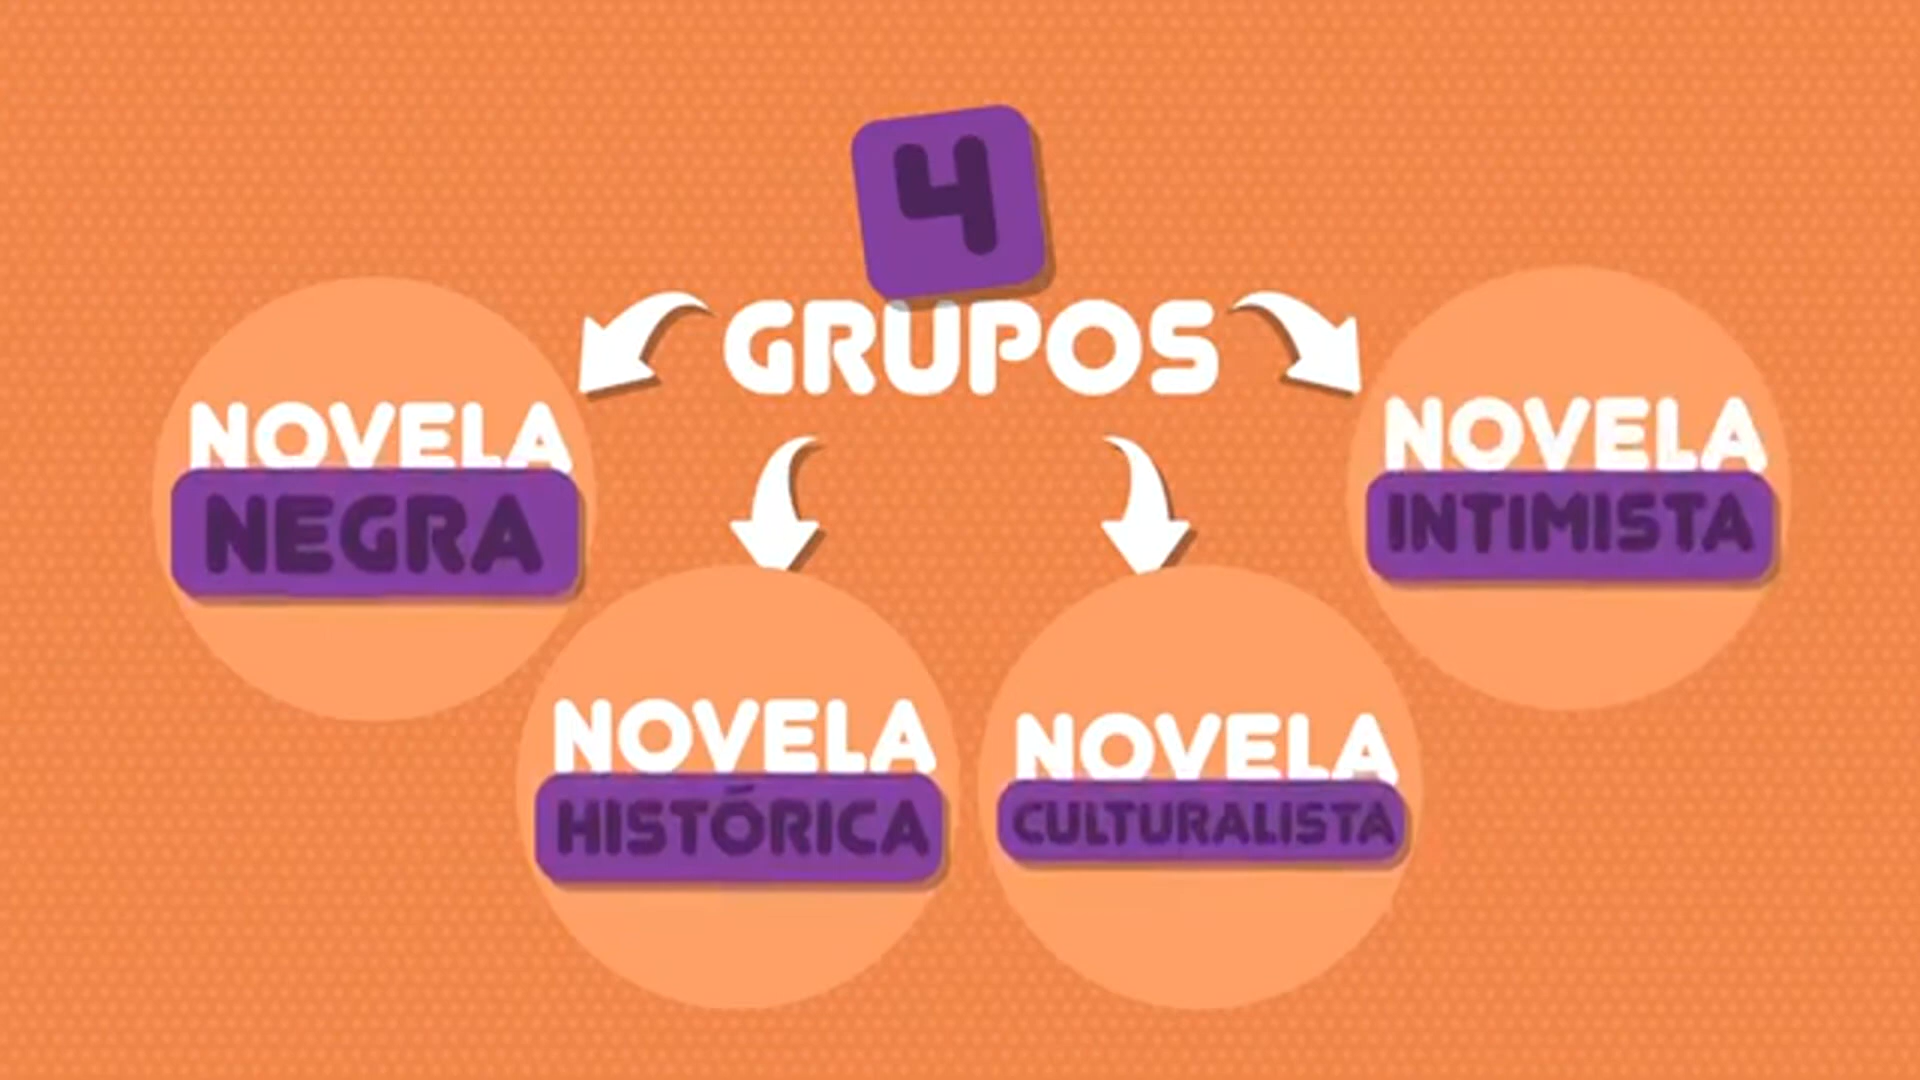 4
GRUPOS
NOVELA
NEGRA
NOVELA
HISTÓRICA
NOVELA
CULTURALISTA
NOVELA
INTIMISTA